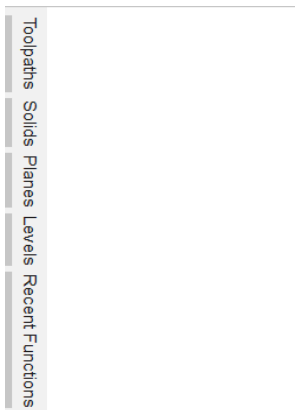 Toolpaths
Solids
Planes
Levels
Recent Functions